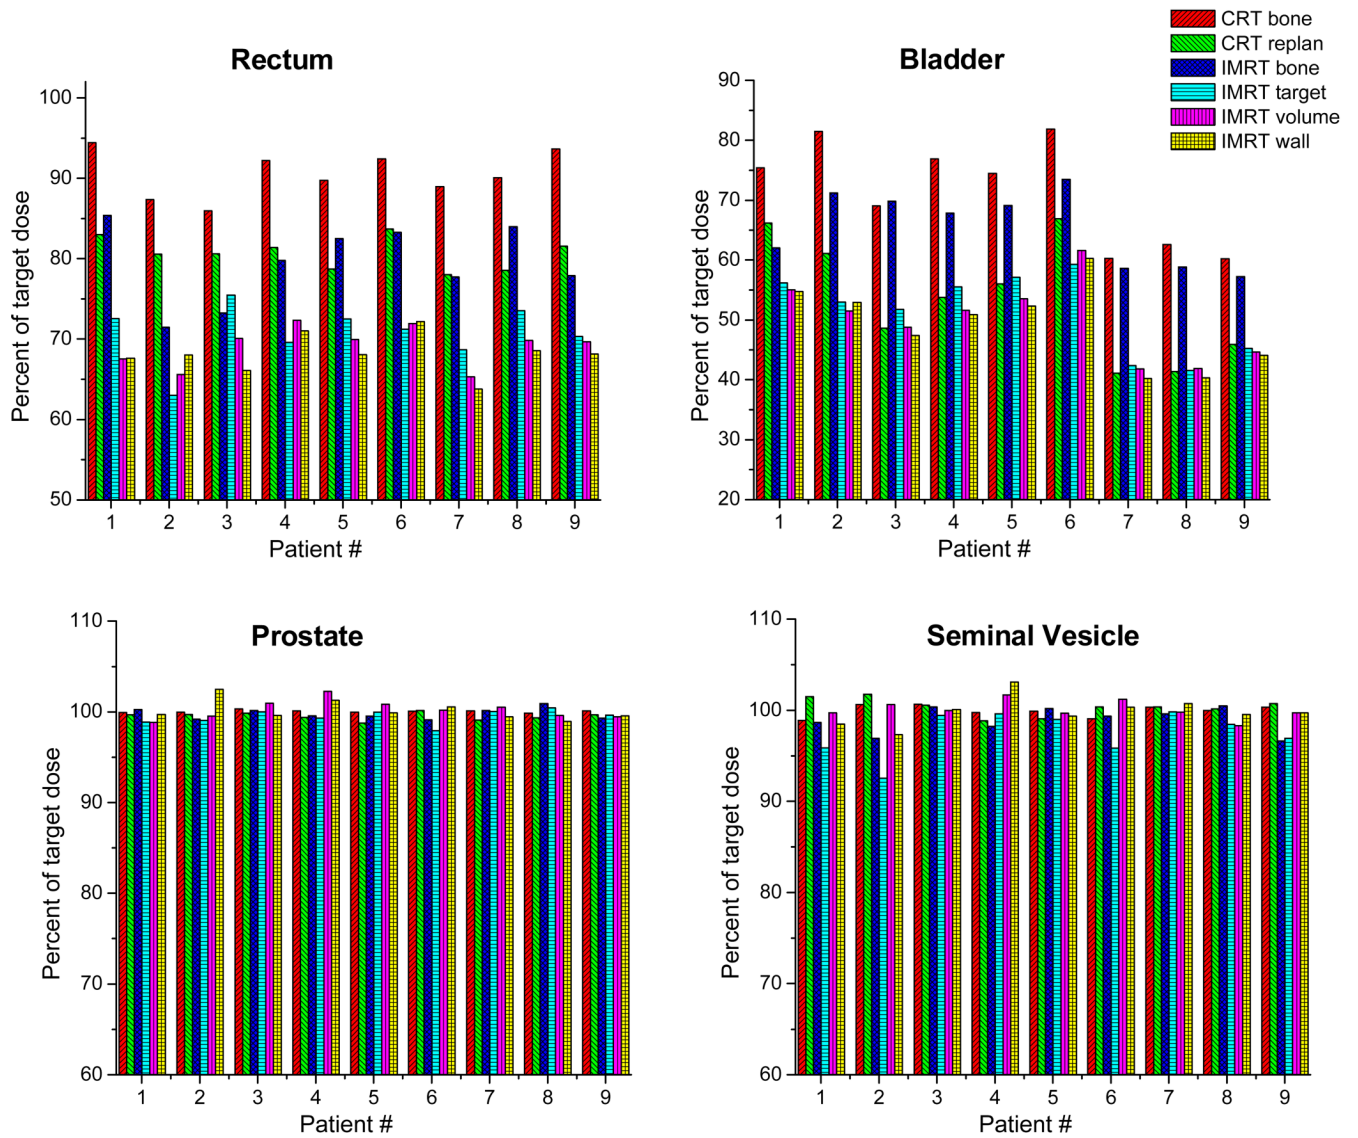 CRT bone
CRT replan
IMRT bone
IMRT target
IMRT volume
IMRT wall
Rectum
100
90
80
70
60
50
Percent of target dose
1 2 3 4 5 6 7 8 9
Patient #
Bladder
90
80
70
60
50
40
30
20
Percent of target dose
1 2 3 4 5 6 7 8 9
Patient #
Prostate
110
100
90
80
70
60
Percent of target dose
1 2 3 4 5 6 7 8 9
Patient #
Seminal Vesicle
110
100
90
80
70
60
Percent of target dose
1 2 3 4 5 6 7 8 9
Patient #